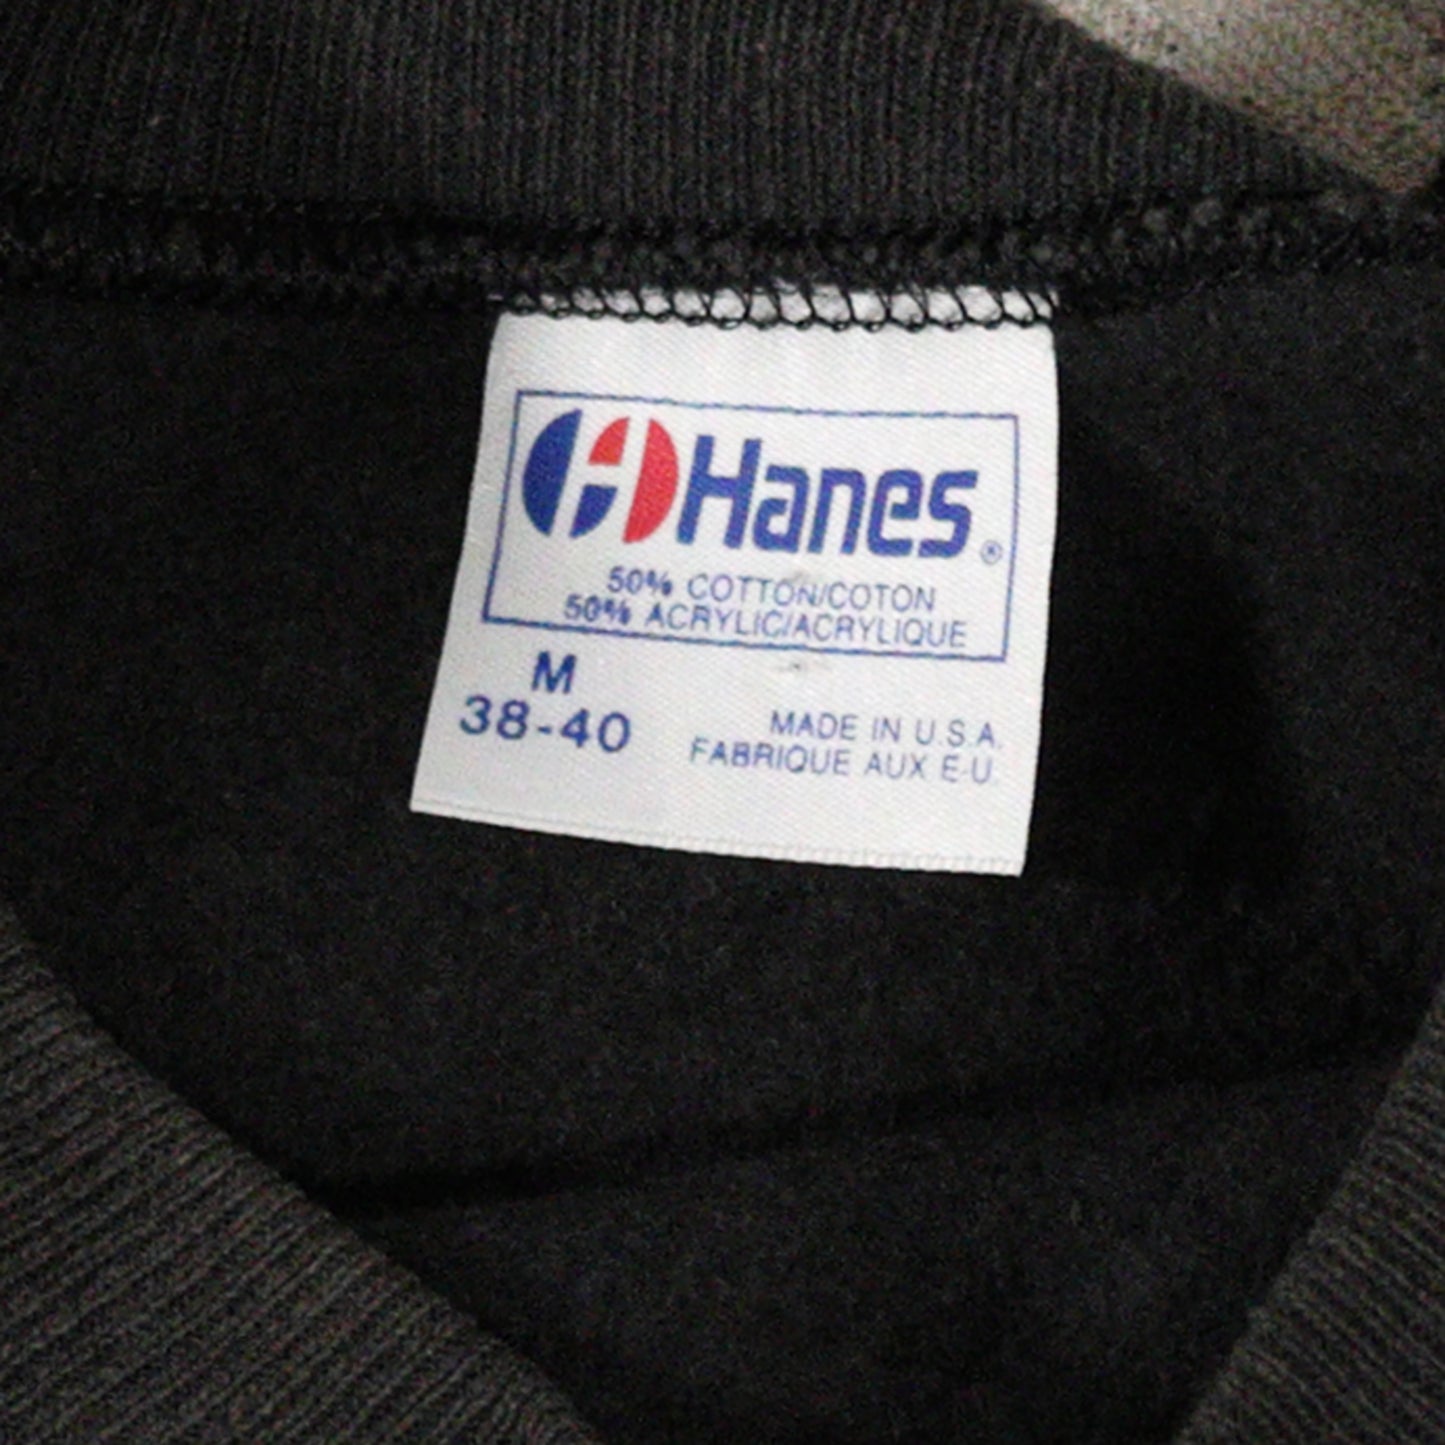 Hanes®
50% COTTON/COTON
50% ACRYLIC/ACRYLIQUE
M
38-40
MADE IN U.S.A.
FABRIQUE AUX E-U.